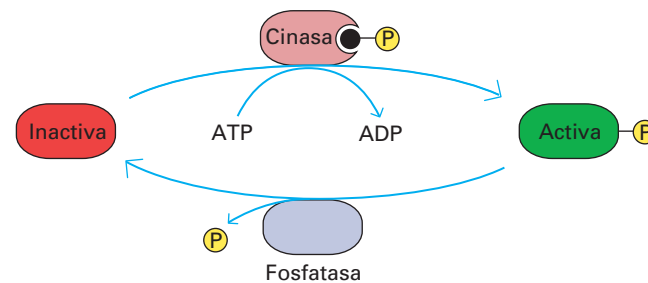 Cinasa
P
Inactiva
ATP
ADP
Activa
P
P
Fosfatasa